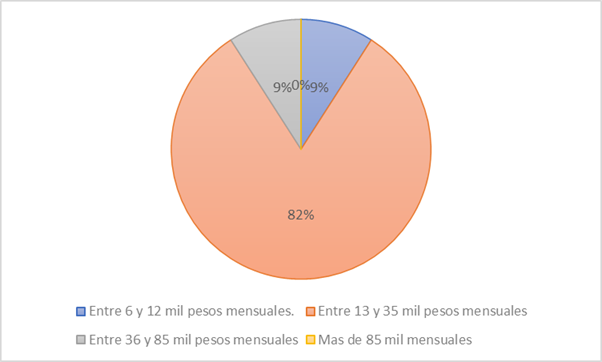 9% 0% 9%
82%
Entre 6 y 12 mil pesos mensuales. Entre 13 y 35 mil pesos mensuales
Entre 36 y 85 mil pesos mensuales Mas de 85 mil mensuales